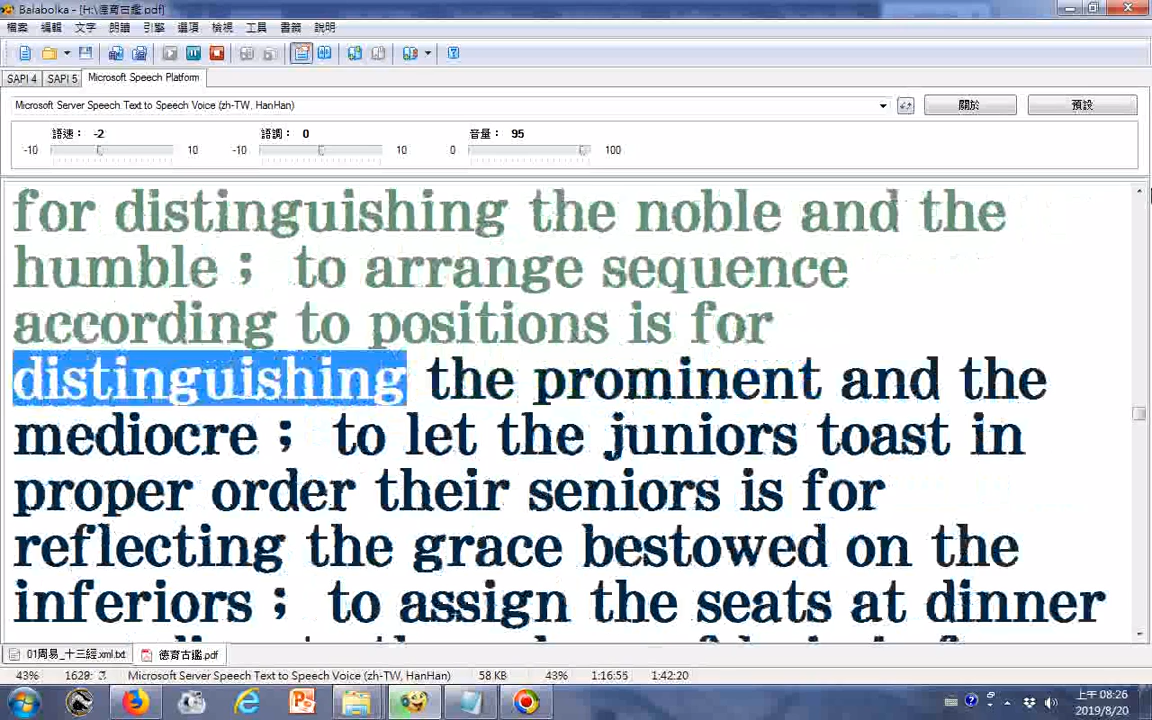 Balabolka - [H:\德育古鑑.pdf]
檔案 編輯 文字 朗讀 引擎 選項 檢視 工具 書籤 說明
SAPI 4 SAPI 5 Microsoft Speech Platform
Microsoft Server Speech Text to Speech Voice (zh-TW, HanHan) 關於 預設
語速： -2 語調： 0 音量： 95
-10 10 -10 10 0 100
for distinguishing the noble and the
humble； to arrange sequence
according to positions is for
distinguishing the prominent and the
mediocre； to let the juniors toast in
proper order their seniors is for
reflecting the grace bestowed on the
inferiors； to assign the seats at dinner
01周易_十三經.xml.txt 德育古鑑.pdf
43% Microsoft Server Speech Text to Speech Voice (zh-TW, HanHan) 58 KB 43% 1:16:55 1:42:20
上午 08:26
2019/8/20